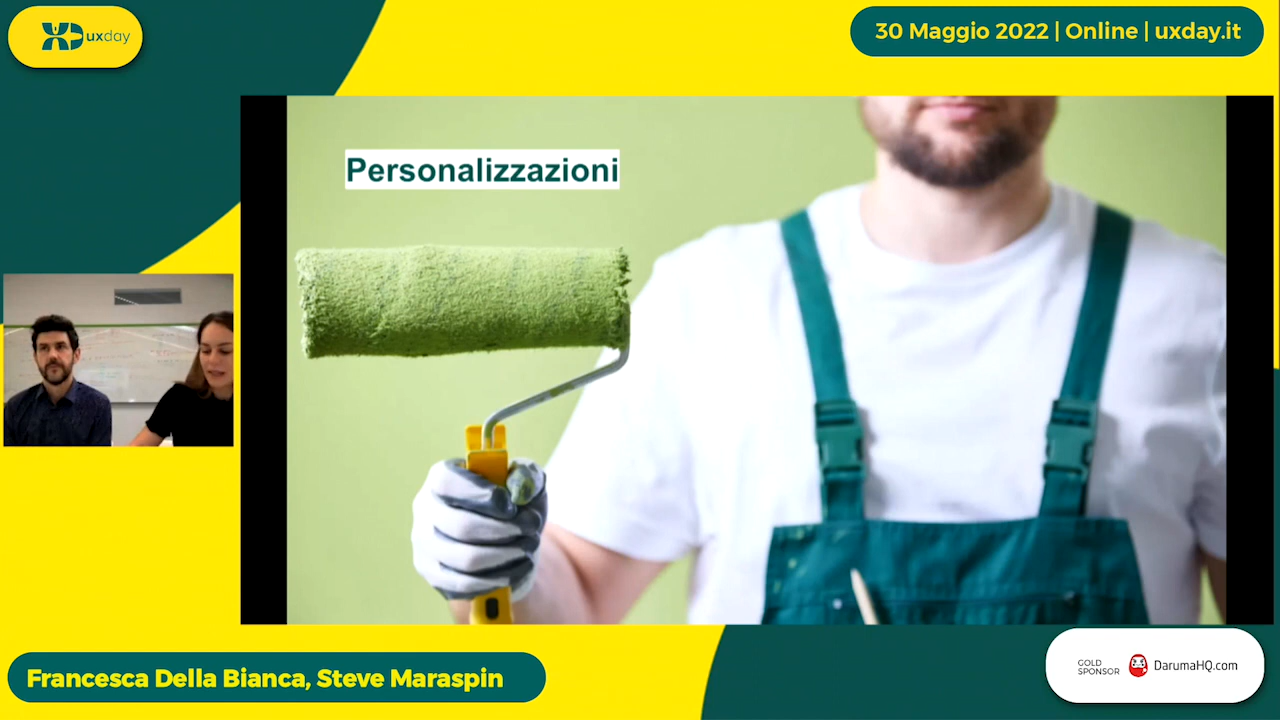 uxday
30 Maggio 2022 | Online | uxday.it
Personalizzazioni
Francesca Della Bianca, Steve Maraspin
GOLD
SPONSOR
DarumaHQ.com